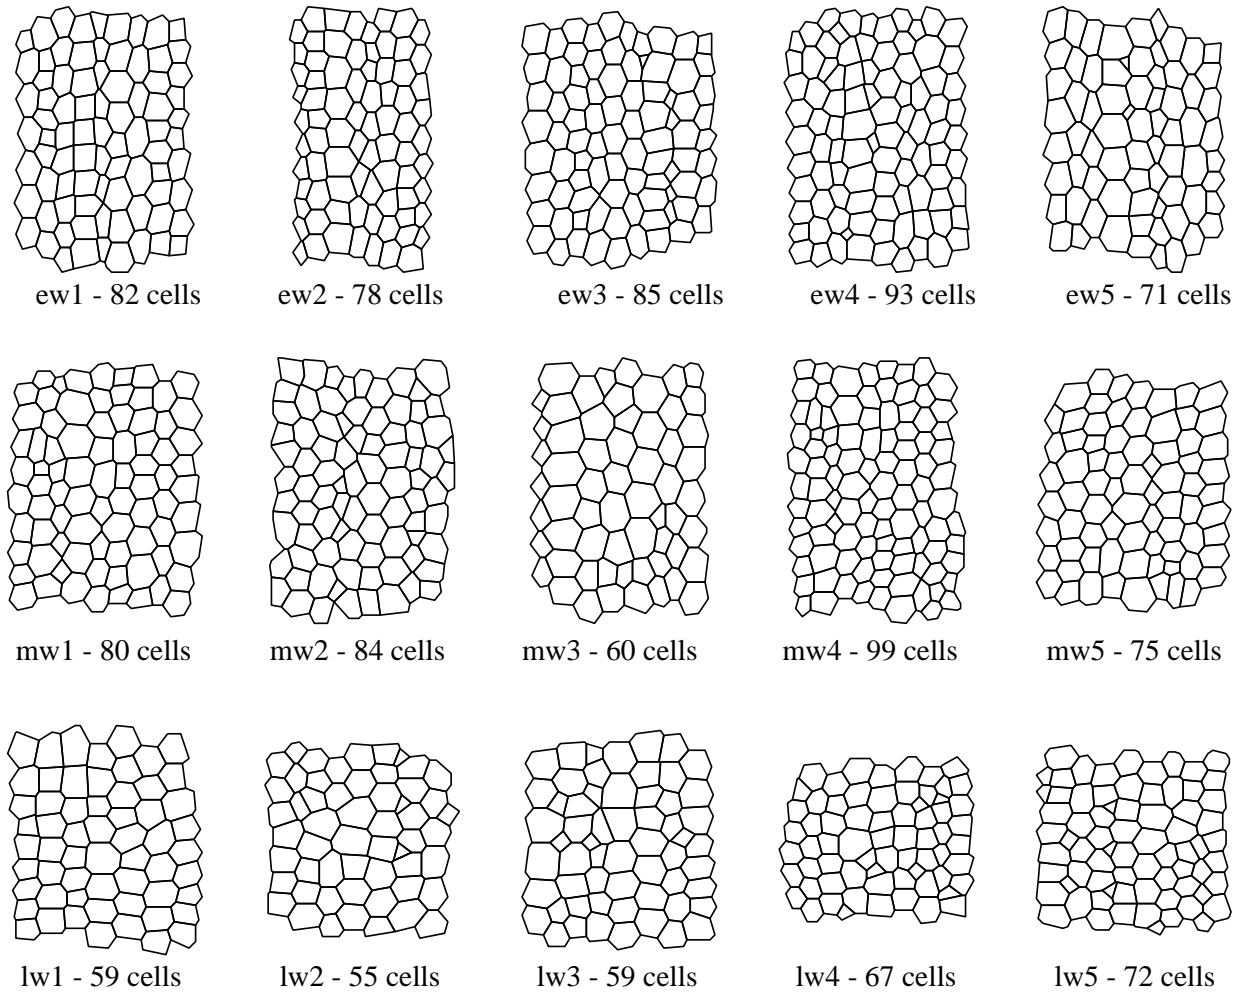 ew1 - 82 cells
ew2 - 78 cells
ew3 - 85 cells
ew4 - 93 cells
ew5 - 71 cells
mw1 - 80 cells
mw2 - 84 cells
mw3 - 60 cells
mw4 - 99 cells
mw5 - 75 cells
lw1 - 59 cells
lw2 - 55 cells
lw3 - 59 cells
lw4 - 67 cells
lw5 - 72 cells